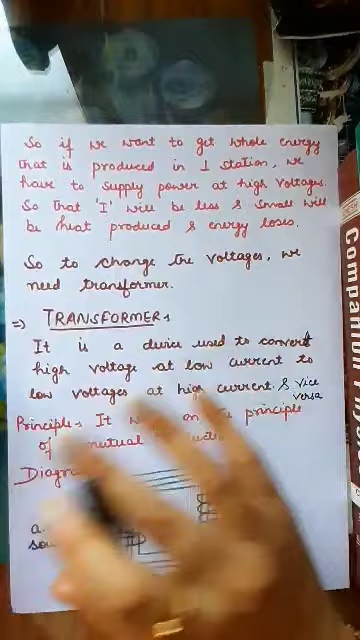 So if we want to get whole energy
that is produced in 1 station, we
have to supply power at high voltages.
So that 'I' will be less & small will
be heat produced & energy loses.
So to change the voltages, we
need transformer.
=> TRANSFORMER:
It is a device used to convert
high voltage at low current to
low voltages at high current. & vice
versa
Principle: It on the principle
of mutual
a.
sou
Companion